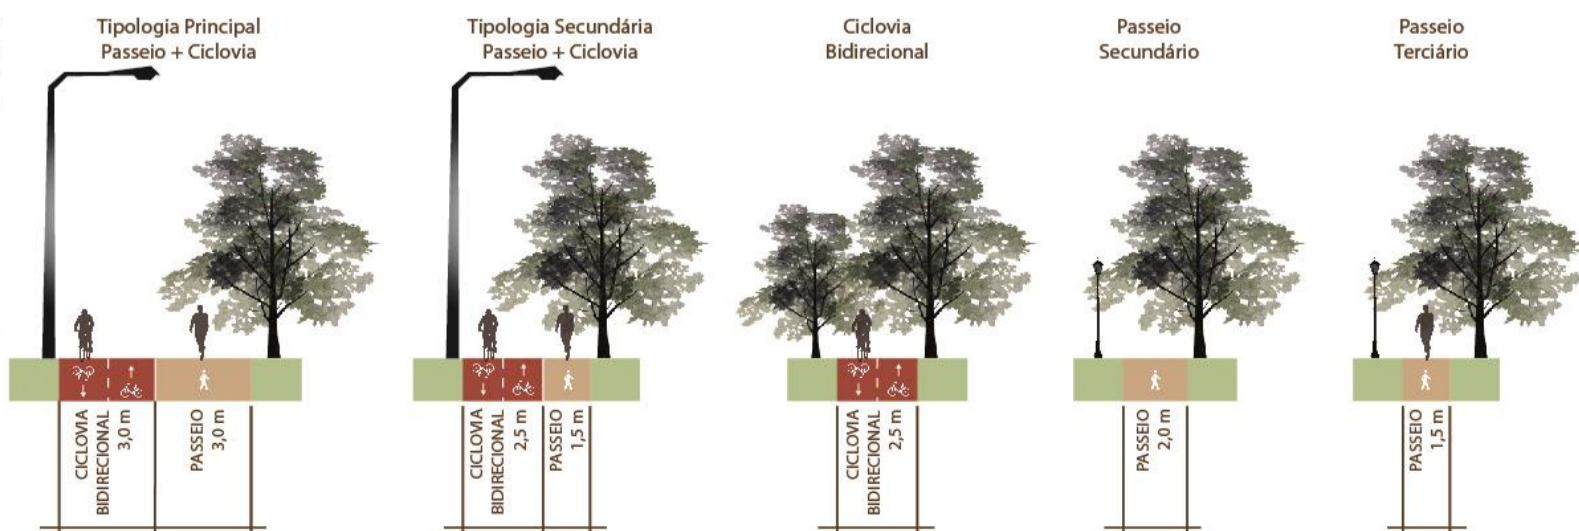 Tipologia Principal
Passeio + Ciclovia
CICLOVIA
BIDIRECIONAL
3,0 m
PASSEIO
3,0 m
Tipologia Secundária
Passeio + Ciclovia
CICLOVIA
BIDIRECIONAL
2,5 m
PASSEIO
1,5 m
Ciclovia
Bidirecional
CICLOVIA
BIDIRECIONAL
2,5 m
Passeio
Secundário
PASSEIO
2,0 m
Passeio
Terciário
PASSEIO
1,5 m